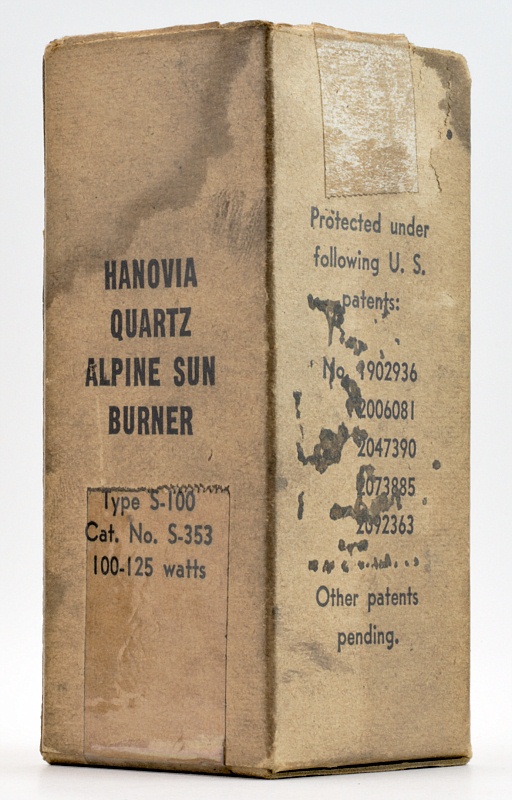 HANOVIA
QUARTZ
ALPINE SUN
BURNER
Type S-100
Cat. No. S-353
100-125 watts
Protected under
following U. S.
patents:
No. 1902936
2006081
2047390
2073885
2092363
Other patents
pending.